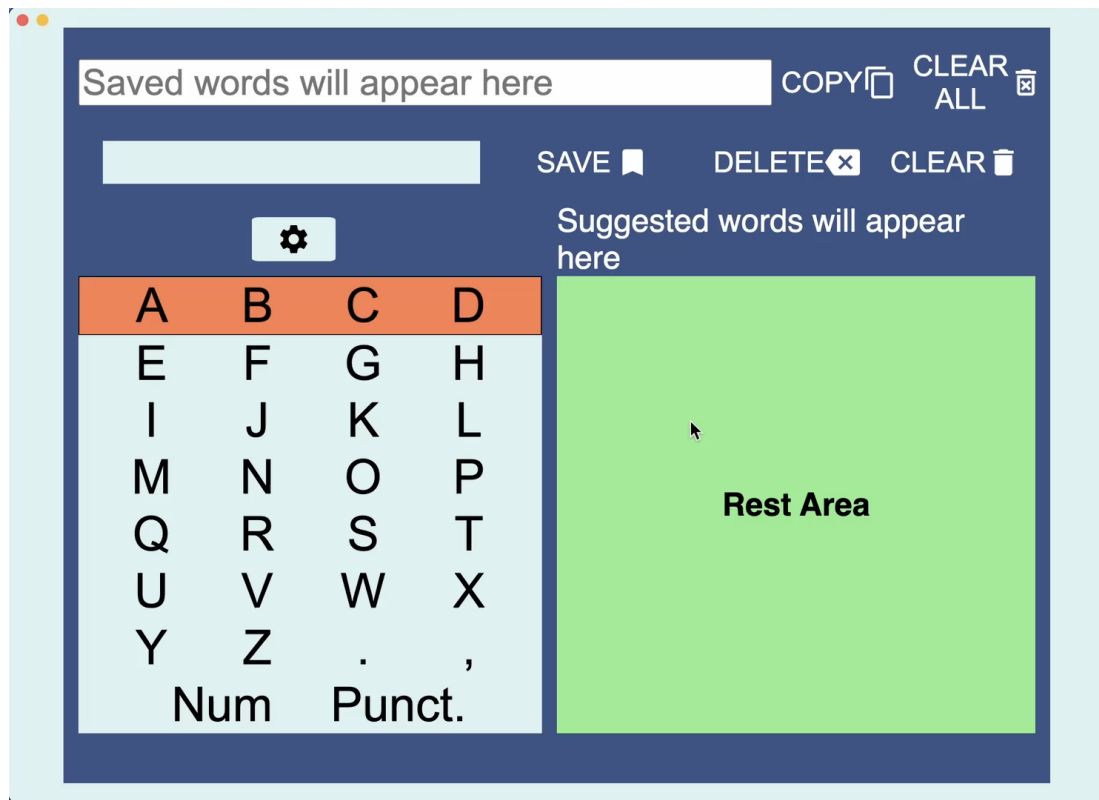 Saved words will appear here
COPY
CLEAR
ALL
SAVE
DELETE
CLEAR
Suggested words will appear
here
A B C D
E F G H
I J K L
M N O P
Q R S T
U V W X
Y Z . ,
Num Punct.
Rest Area